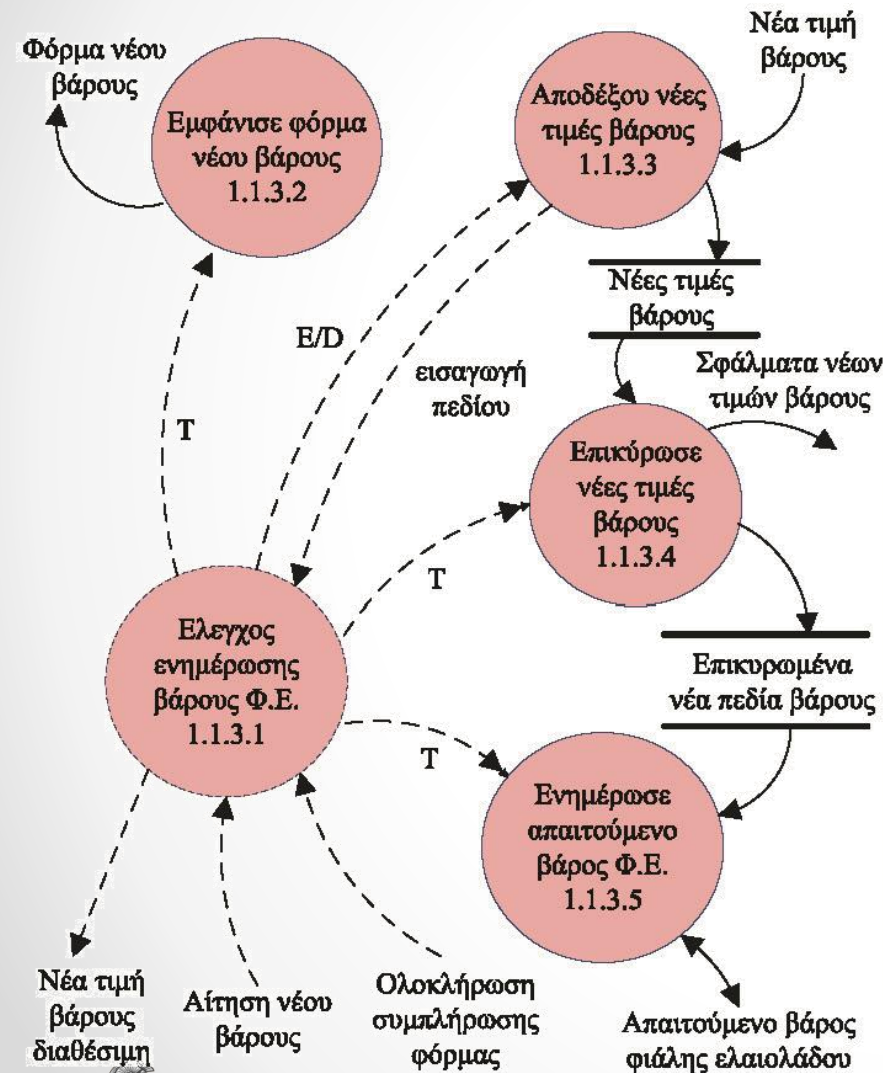 Φόρμα νέου
βάρους
Εμφάνισε φόρμα
νέου βάρους
1.1.3.2
Αποδέξου νέες
τιμές βάρους
1.1.3.3
Νέα τιμή
βάρους
Νέες τιμές
βάρους
E/D
εισαγωγή
πεδίου
Σφάλματα νέων
τιμών βάρους
T
Επικύρωσε
νέες τιμές
βάρους
1.1.3.4
T
Ελεγχος
ενημέρωσης
βάρους Φ.Ε.
1.1.3.1
Επικυρωμένα
νέα πεδία βάρους
T
Ενημέρωσε
απαιτούμενο
βάρος Φ.Ε.
1.1.3.5
Νέα τιμή
βάρους
διαθέσιμη
Αίτηση νέου
βάρους
Ολοκλήρωση
συμπλήρωσης
φόρμας
Απαιτούμενο βάρος
φιάλης ελαιολάδου